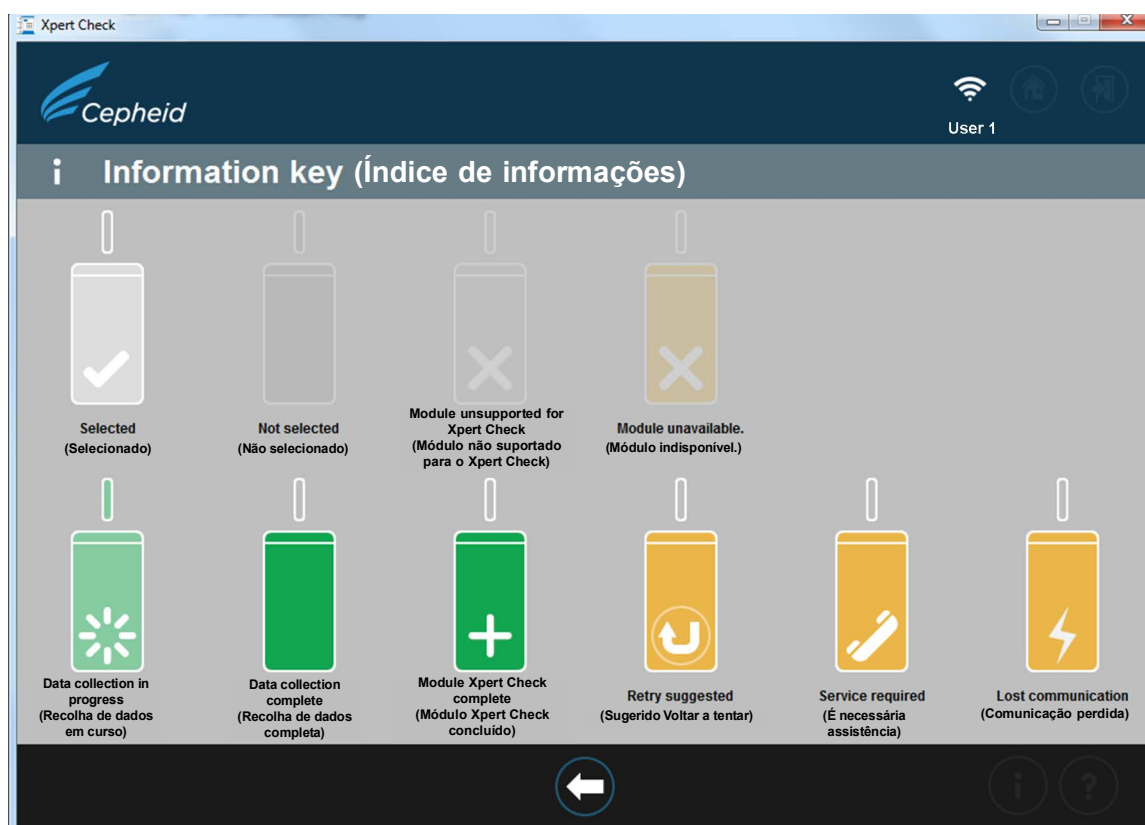 Xpert Check
Cepheid
User 1
i Information key (Índice de informações)
Selected
(Selecionado)
Not selected
(Não selecionado)
Module unsupported for
Xpert Check
(Módulo não suportado
para o Xpert Check)
Module unavailable.
(Módulo indisponível.)
Data collection in
progress
(Recolha de dados
em curso)
Data collection
complete
(Recolha de dados
completa)
Module Xpert Check
complete
(Módulo Xpert Check
concluído)
Retry suggested
(Sugerido Voltar a tentar)
Service required
(É necessária
assistência)
Lost communication
(Comunicação perdida)
i ?